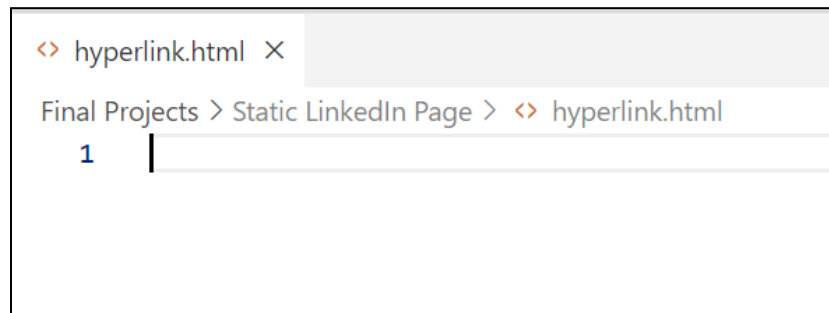 <> hyperlink.html ×
Final Projects > Static LinkedIn Page > <> hyperlink.html
1